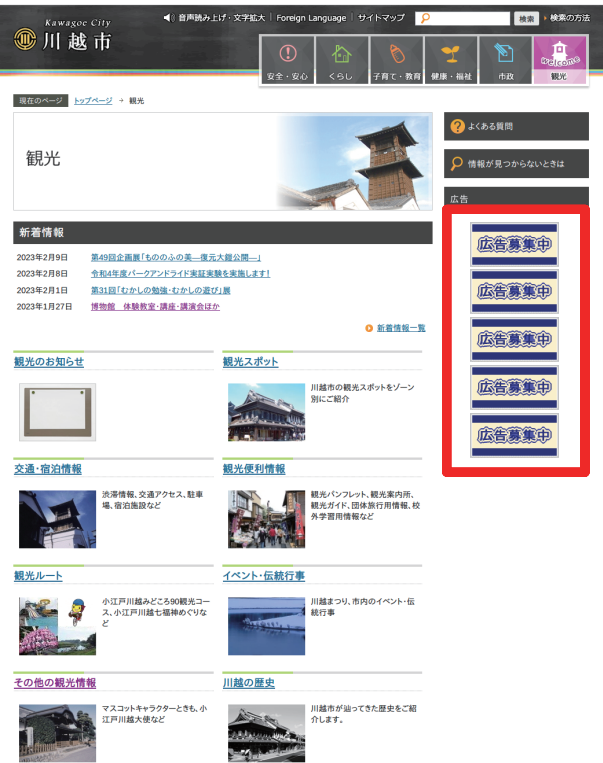 Kawagoe City
川越市
音声読み上げ・文字拡大 Foreign Language サイトマップ 検索 検索の方法
安全・安心 くらし 子育て・教育 健康・福祉 市政 Welcome 観光
現在のページ トップページ → 観光
観光
よくある質問
情報が見つからないときは
広告
広告募集中
広告募集中
広告募集中
広告募集中
広告募集中
新着情報
2023年2月9日 第49回企画展「もののふの美―復元大鎧公開―」
2023年2月8日 令和4年度パークアンドライド実証実験を実施します!
2023年2月1日 第31回「むかしの勉強・むかしの遊び」展
2023年1月27日 博物館 体験教室・講座・講演会ほか
新着情報一覧
観光のお知らせ
観光スポット
川越市の観光スポットをゾーン
別にご紹介
交通・宿泊情報
渋滞情報、交通アクセス、駐車
場、宿泊施設など
観光便利情報
観光パンフレット、観光案内所、
観光ガイド、団体旅行用情報、校
外学習用情報など
観光ルート
小江戸川越みどころ90観光コー
ス、小江戸川越七福神めぐりな
ど
イベント・伝統行事
川越まつり、市内のイベント・伝
統行事
その他の観光情報
マスコットキャラクターときも、小
江戸川越大使など
川越の歴史
川越市が辿ってきた歴史をご紹
介します。